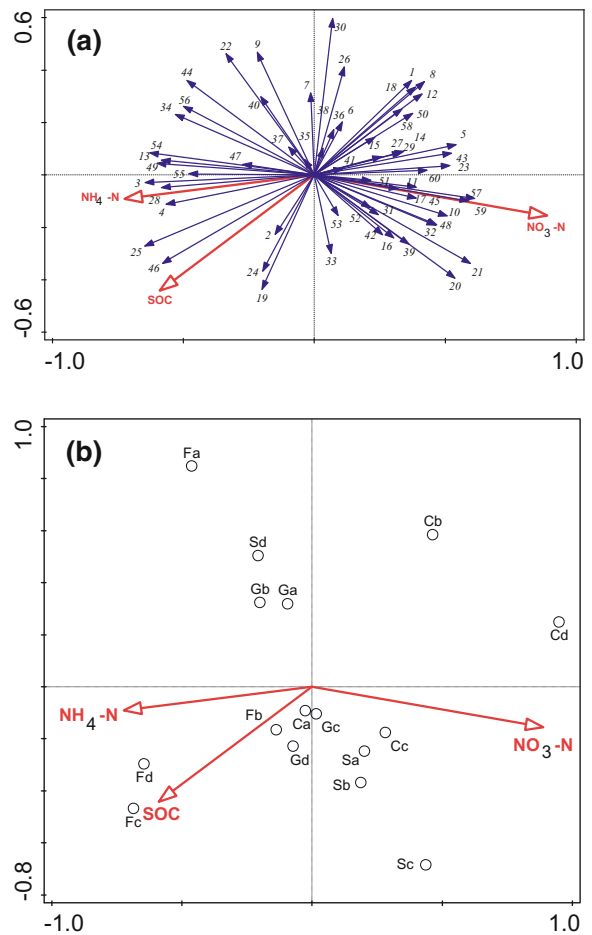 0.6
(a)
30
22
9
26
1
8
44
18
7
12
56
40
38
6
50
34
36
58
35
37
15
27
14
5
54
29
13
47
41
43
49
60
23
55
3
51
11
NH4-N
57
28
17
45
59
4
52
31
10
53
48
NO3-N
2
42
16
32
25
39
33
46
24
21
SOC
19
20
-0.6
-1.0
1.0
(b)
1.0
Fa
Cb
Sd
Gb
Ga
Cd
NH4-N
Fb
Ca
Gc
Cc
NO3-N
Gd
Sa
Fd
Sb
Fc
SOC
Sc
-0.8
-1.0
1.0